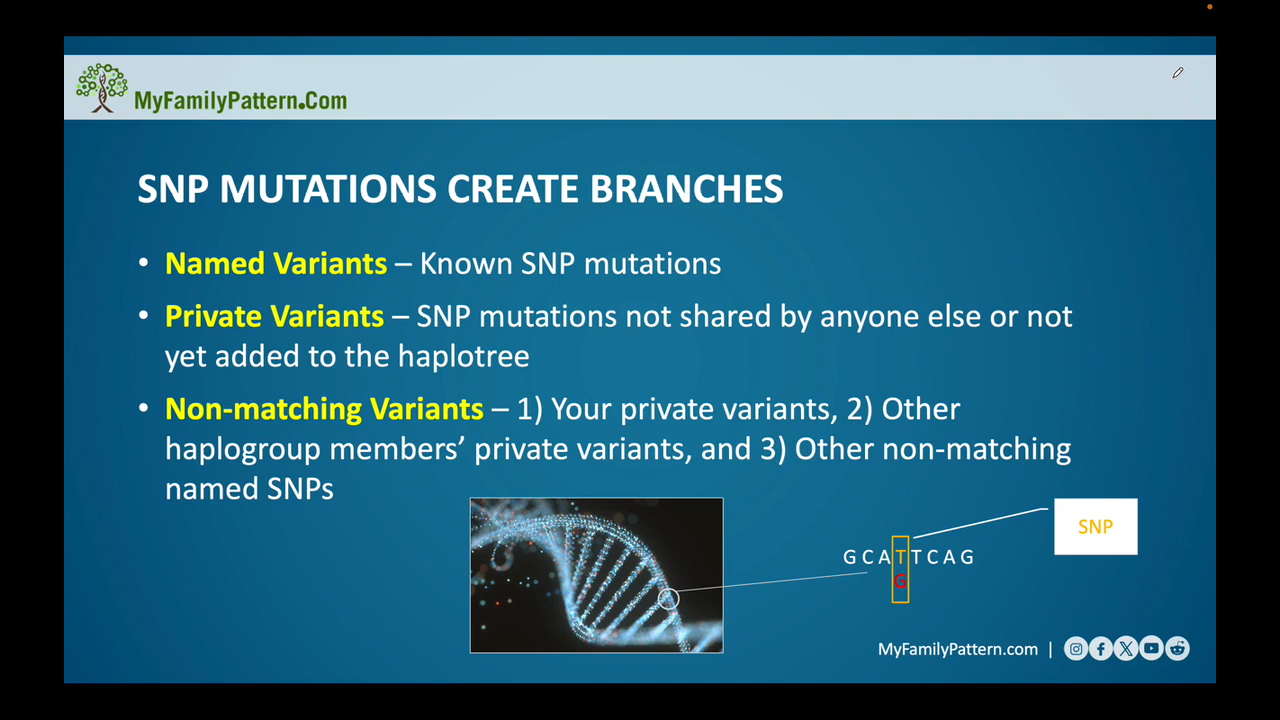 MyFamilyPattern.Com
SNP MUTATIONS CREATE BRANCHES
• Named Variants – Known SNP mutations
• Private Variants – SNP mutations not shared by anyone else or not
yet added to the haplotree
• Non-matching Variants – 1) Your private variants, 2) Other
haplogroup members’ private variants, and 3) Other non-matching
named SNPs
SNP
G C A T T C A G
G
MyFamilyPattern.com |